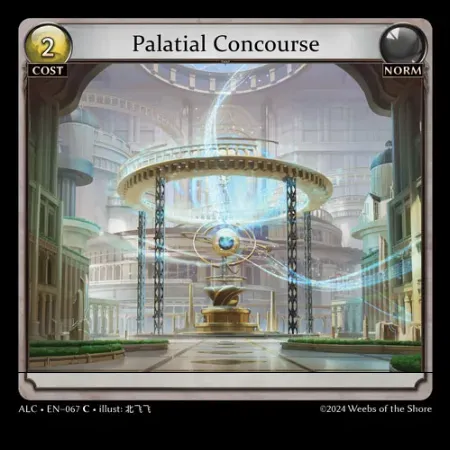 2
Palatial Concourse
COST
NORM
ALC • EN–067 C • illust: 北飞飞
©2024 Weebs of the Shore